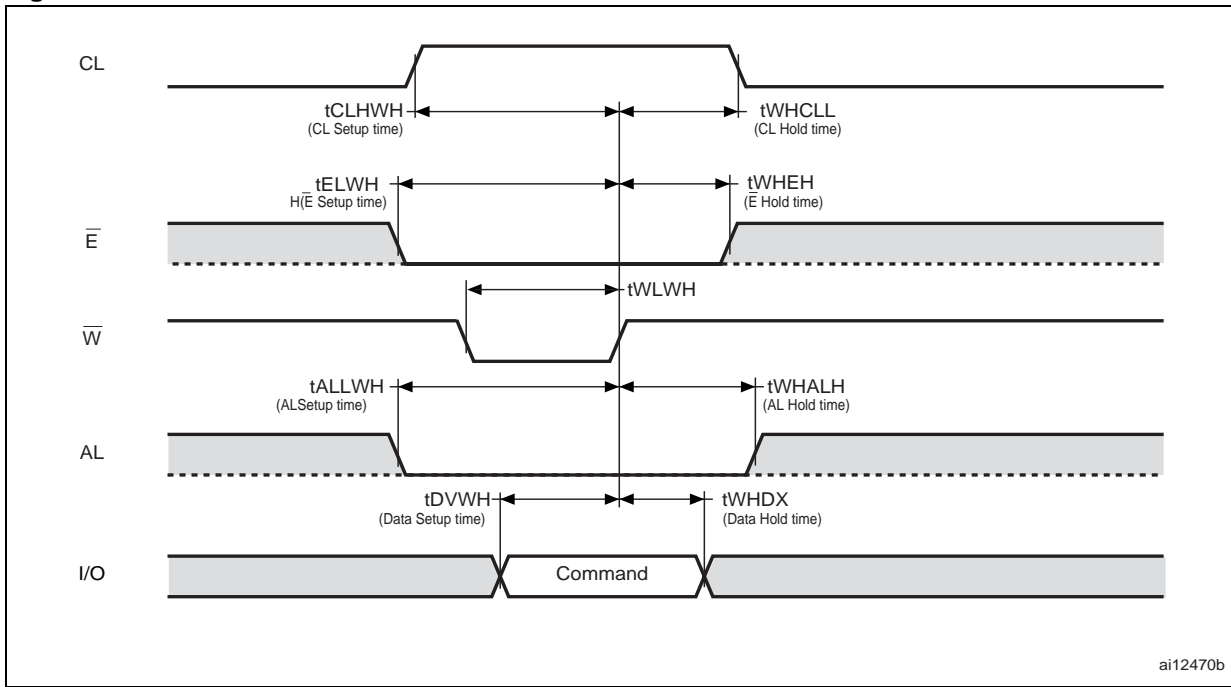 CL
tCLHWH
(CL Setup time)
tWHCLL
(CL Hold time)
tELWH
H(E̅ Setup time)
tWHEH
(E̅ Hold time)
E̅
tWLWH
W̅
tALLWH
(ALSetup time)
tWHALH
(AL Hold time)
AL
tDVWH
(Data Setup time)
tWHDX
(Data Hold time)
I/O
Command
ai12470b